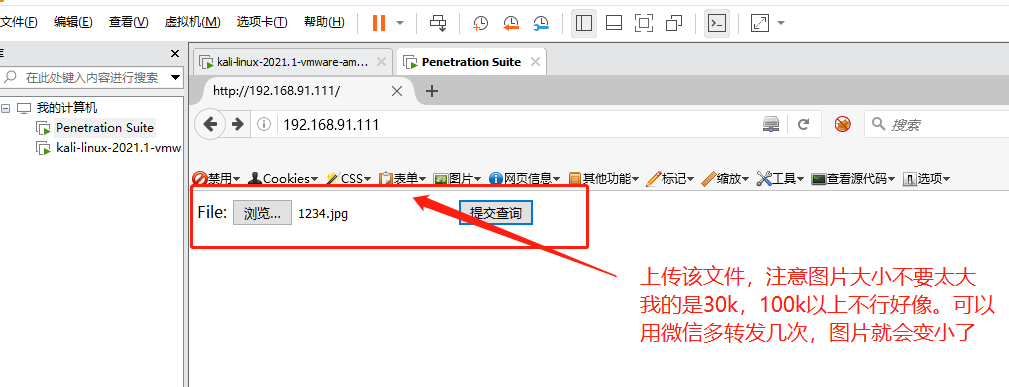 文件(F) 编辑(E) 查看(V) 虚拟机(M) 选项卡(T) 帮助(H)
库
在此处键入内容进行搜索
我的计算机
Penetration Suite
kali-linux-2021.1-vmw
kali-linux-2021.1-vmware-am... Penetration Suite
http://192.168.91.111/
192.168.91.111
搜索
禁用 Cookies CSS 表单 图片 网页信息 其他功能 标记 缩放 工具 查看源代码 选项
File: 浏览... 1234.jpg 提交查询
上传该文件，注意图片大小不要太大
我的是30k，100k以上不行好像。可以
用微信多转发几次，图片就会变小了